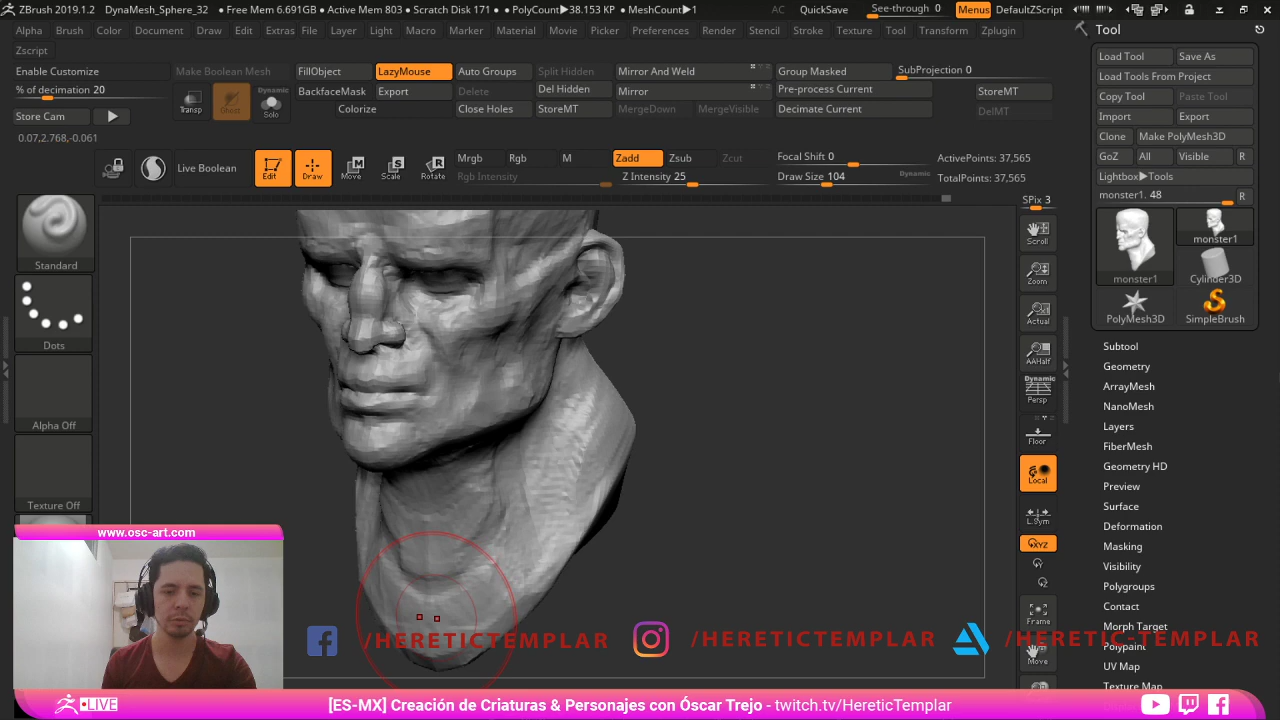 ZBrush 2019.1.2 DynaMesh_Sphere_32 • Free Mem 6.691GB • Active Mem 803 • Scratch Disk 171 • • PolyCount▶38.153 KP • MeshCount▶1 AC QuickSave See-through 0 Menus DefaultZScript
Alpha Brush Color Document Draw Edit Extras File Layer Light Macro Marker Material Movie Picker Preferences Render Stencil Stroke Texture Tool Transform Zplugin
Zscript
Enable Customize Make Boolean Mesh FillObject LazyMouse Auto Groups Split Hidden Mirror And Weld Group Masked SubProjection 0
% of decimation 20 Transp Ghost Dynamic Solo BackfaceMask Export Delete Del Hidden Mirror Pre-process Current StoreMT
Store Cam Colorize Close Holes StoreMT MergeDown MergeVisible Decimate Current DelMT
0.07,2.768,-0.061
Live Boolean Edit Draw Move Scale Rotate Mrgb Rgb M Zadd Zsub Zcut Focal Shift 0 ActivePoints: 37,565
Rgb Intensity Z Intensity 25 Draw Size 104 Dynamic TotalPoints: 37,565
Standard
Dots
Alpha Off
Texture Off
SPix 3
Scroll
Zoom
Actual
AAHalf
Dynamic
Persp
Floor
Local
L.Sym
XYZ
Frame
Move
Tool
Load Tool Save As
Load Tools From Project
Copy Tool Paste Tool
Import Export
Clone Make PolyMesh3D
GoZ All Visible R
Lightbox▶Tools
monster1. 48 R
monster1
Cylinder3D
monster1
PolyMesh3D SimpleBrush
Subtool
Geometry
ArrayMesh
NanoMesh
Layers
FiberMesh
Geometry HD
Preview
Surface
Deformation
Masking
Visibility
Polygroups
Contact
Morph Target
Polypaint
UV Map
Texture Map
www.osc-art.com
/HERETICTEMPLAR /HERETICTEMPLAR /HERETIC-TEMPLAR
LIVE [ES-MX] Creación de Criaturas & Personajes con Óscar Trejo - twitch.tv/HereticTemplar